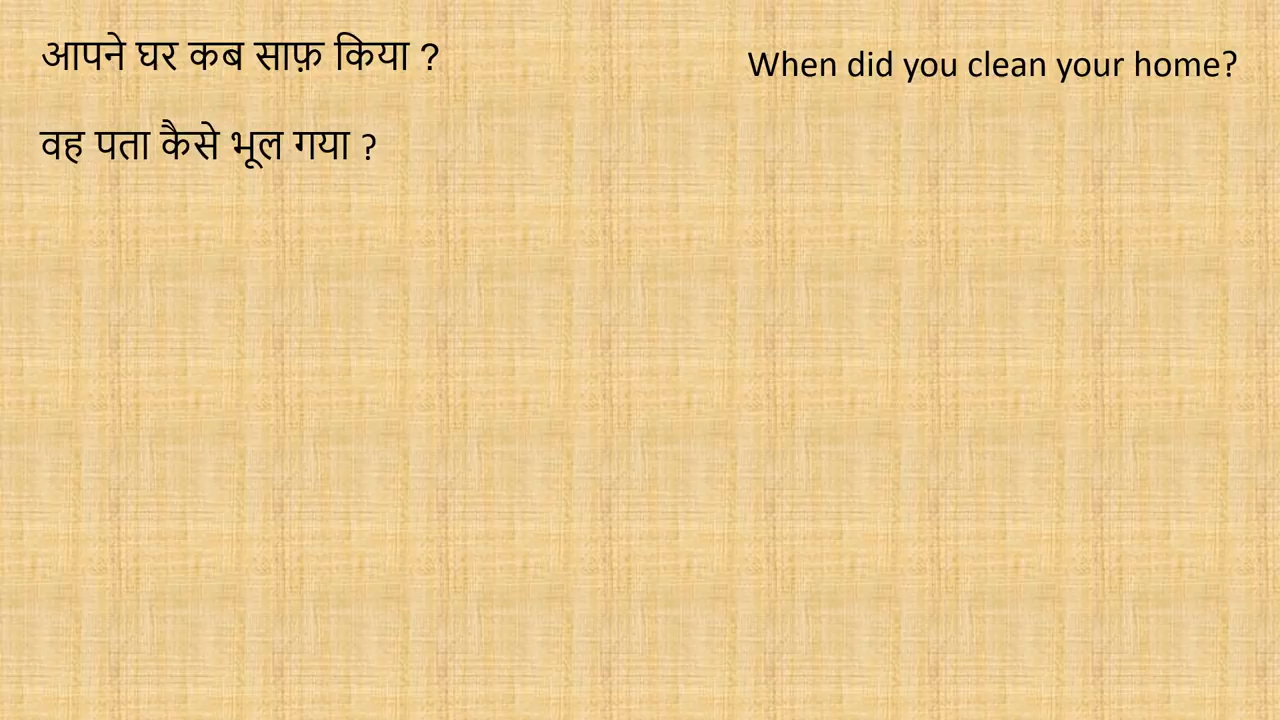 आपने घर कब साफ़ किया ?
When did you clean your home?
वह पता कैसे भूल गया ?